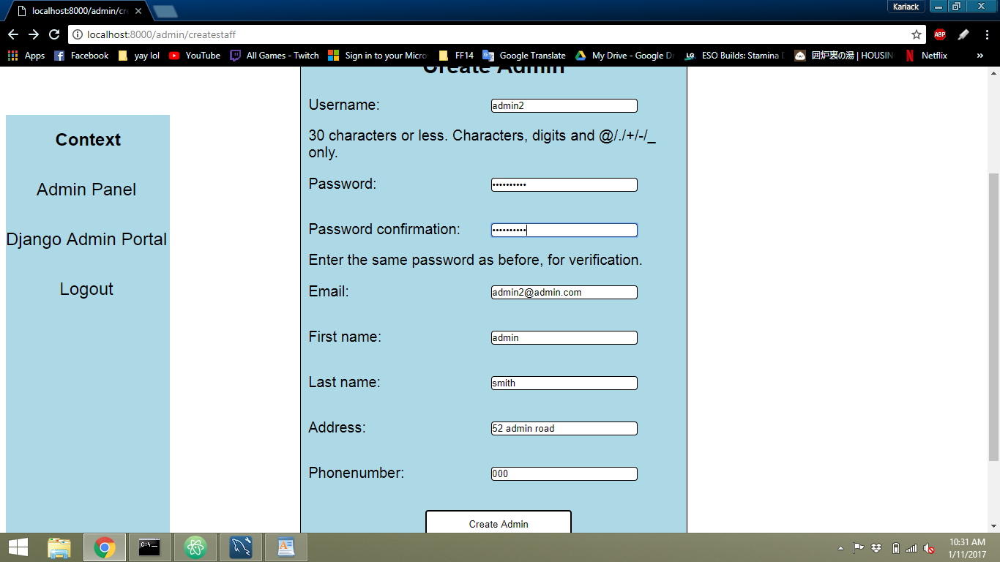 localhost:8000/admin/cre
Kariack
localhost:8000/admin/createstaff
ABP
Apps Facebook yay lol YouTube All Games - Twitch Sign in to your Micro FF14 Google Translate My Drive - Google Dr LG ESO Builds: Stamina D 囲炉裏の湯 | HOUSIN Netflix »
Create Admin
Context
Admin Panel
Django Admin Portal
Logout
Username: admin2
30 characters or less. Characters, digits and @/./+/-/_
only.
Password: ••••••••••
Password confirmation: ••••••••••
Enter the same password as before, for verification.
Email: admin2@admin.com
First name: admin
Last name: smith
Address: 52 admin road
Phonenumber: 000
Create Admin
10:31 AM
1/11/2017